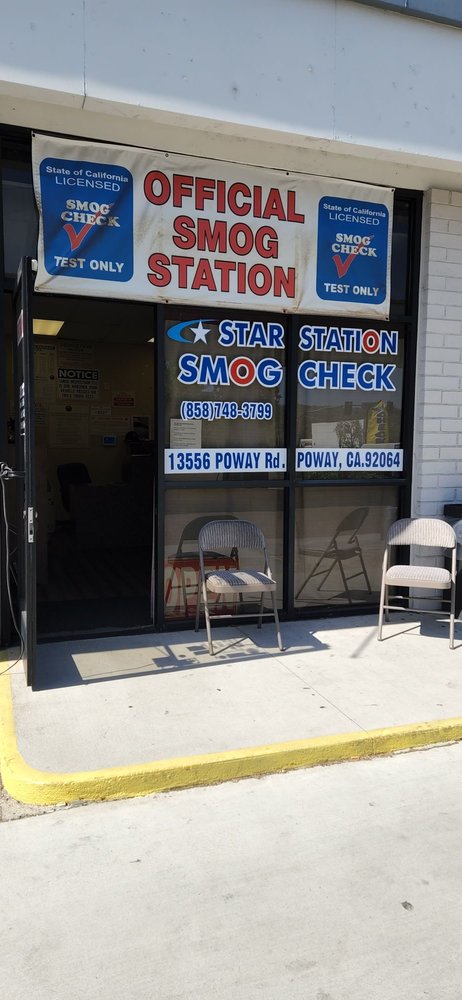 State of California
LICENSED
SMOG
CHECK
TEST ONLY
OFFICIAL
SMOG
STATION
State of California
LICENSED
SMOG
CHECK
TEST ONLY
STAR STATION
SMOG CHECK
(858)748-3799
13556 POWAY Rd. POWAY, CA.92064
NOTICE